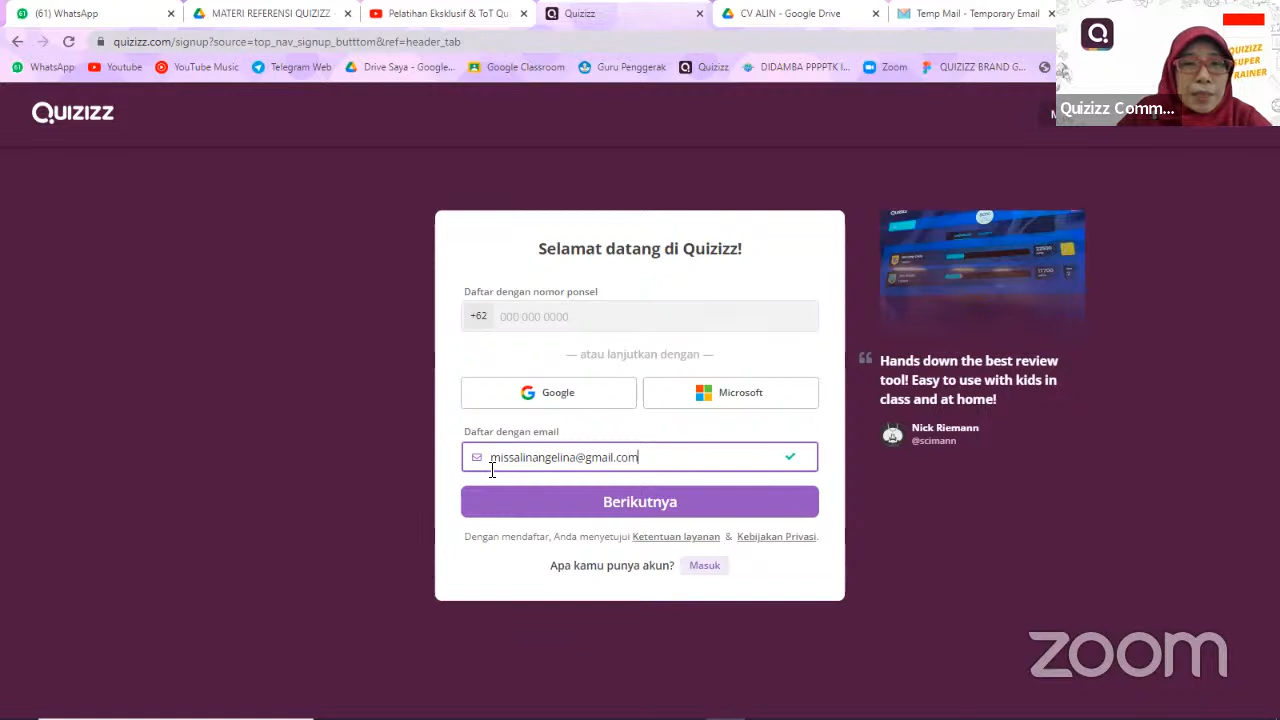 (61) WhatsApp
MATERI REFERENSI QUIZIZZ
Pelatihan Eksklusif & ToT Q
Quizizz
CV ALIN - Google Drive
Temp Mail - Temporary Email
quizizz.com/signup?source=top_nav_signup_buttom&ref=header_tab
WhatsApp
Youtube
YouTube Music
Telegram Web
Drive Saya – Google...
Google Class
Guru Penggerak
Quizizz
DIDAMBA PPPPTK I...
Zoom
QUIZIZZ BRAND G...
QUIZIZZ
SUPER
TRAINER
Quizizz Comm...
QUIZIZZ
Selamat datang di Quizizz!
Daftar dengan nomor ponsel
+62 000 000 0000
— atau lanjutkan dengan —
Google
Microsoft
Daftar dengan email
missalinangelina@gmail.com
Berikutnya
Dengan mendaftar, Anda menyetujui Ketentuan layanan & Kebijakan Privasi.
Apa kamu punya akun? Masuk
Hands down the best review
tool! Easy to use with kids in
class and at home!
Nick Riemann
@scimann
zoom